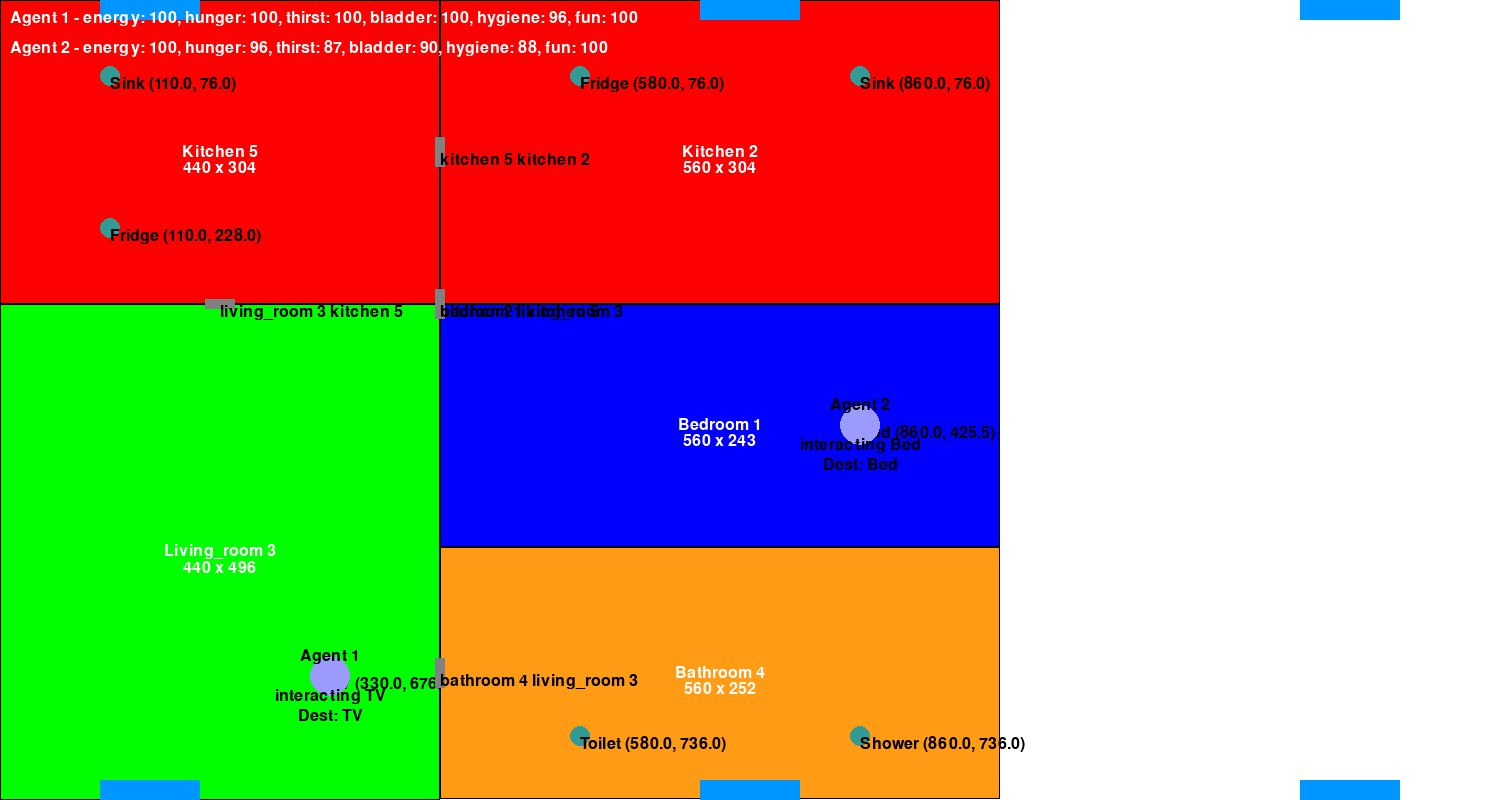 Agent 1 - energy: 100, hunger: 100, thirst: 100, bladder: 100, hygiene: 96, fun: 100
Agent 2 - energy: 100, hunger: 96, thirst: 87, bladder: 90, hygiene: 88, fun: 100
Sink (110.0, 76.0)
Fridge (580.0, 76.0)
Sink (860.0, 76.0)
Kitchen 5
440 x 304
kitchen 5 kitchen 2
Kitchen 2
560 x 304
Fridge (110.0, 228.0)
living_room 3 kitchen 5
Agent 2
(860.0, 425.5)
interacting Bed
Dest: Bed
Bedroom 1
560 x 243
Living_room 3
440 x 496
Agent 1
(330.0, 676
interacting TV
Dest: TV
bathroom 4 living_room 3
Bathroom 4
560 x 252
Toilet (580.0, 736.0)
Shower (860.0, 736.0)